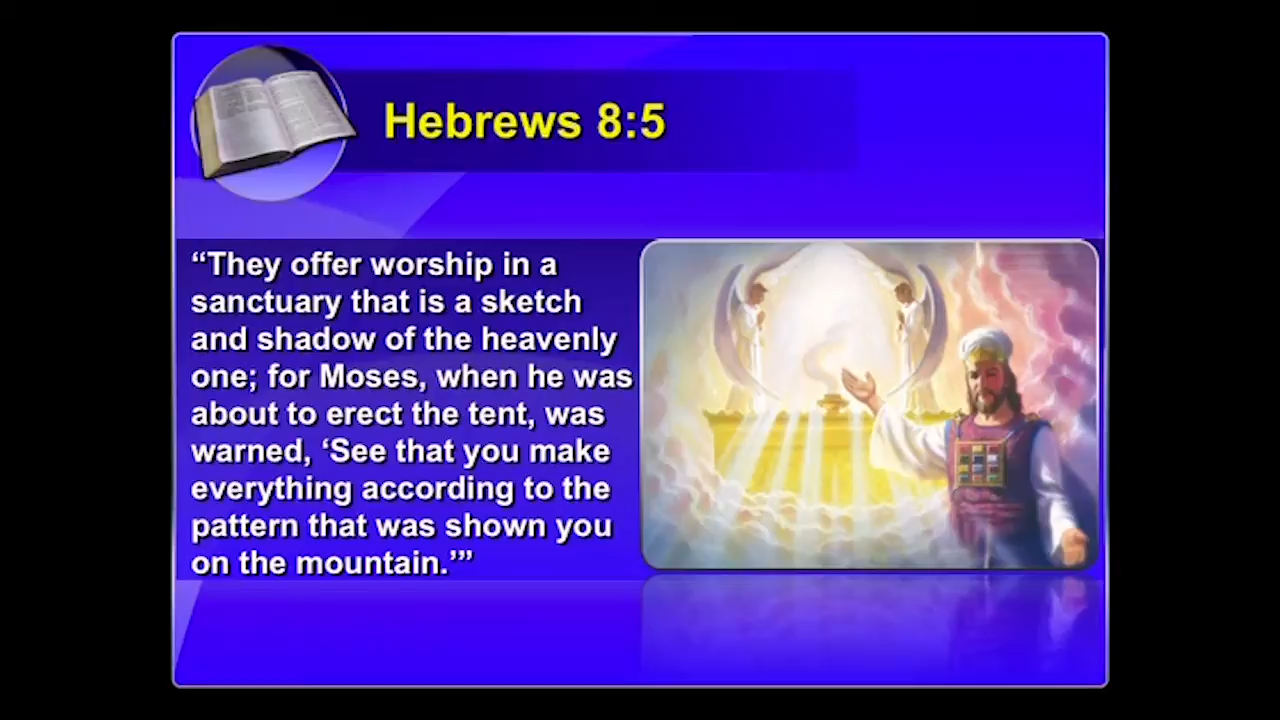 Hebrews 8:5
“They offer worship in a
sanctuary that is a sketch
and shadow of the heavenly
one; for Moses, when he was
about to erect the tent, was
warned, ‘See that you make
everything according to the
pattern that was shown you
on the mountain.’”